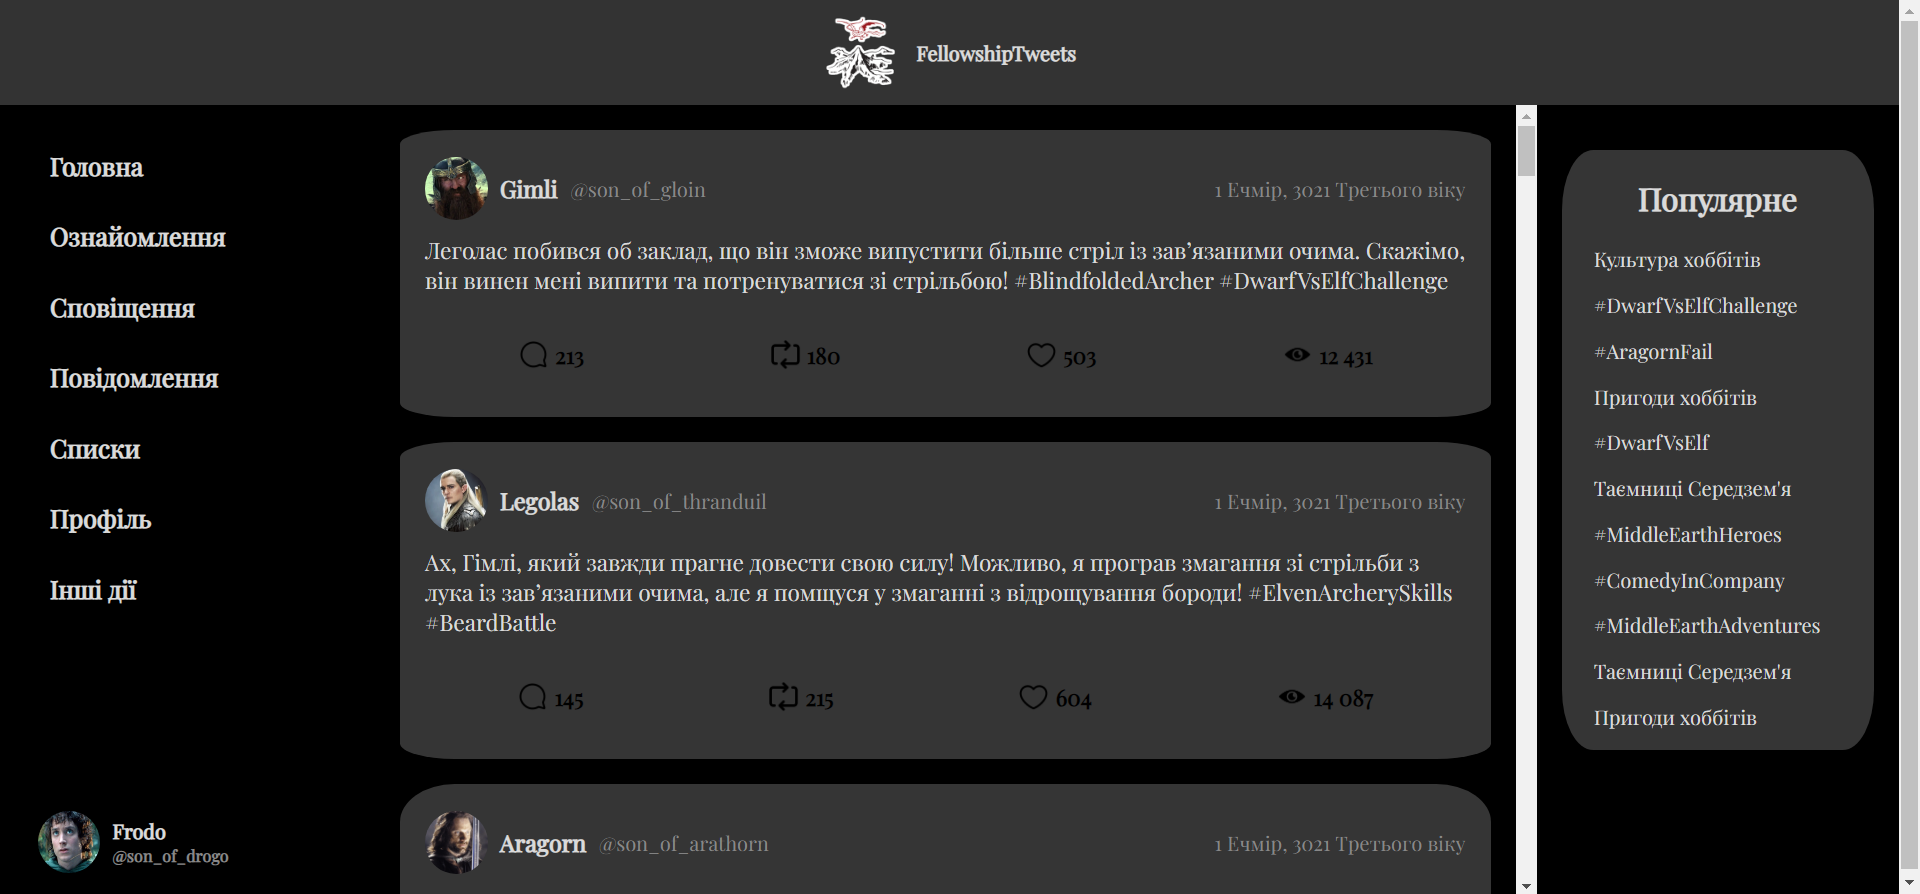 FellowshipTweets
Головна
Ознайомлення
Сповіщення
Повідомлення
Списки
Профіль
Інші дії
Frodo
@son_of_drogo
Gimli @son_of_gloin 1 Ечмір, 3021 Третього віку
Леголас побився об заклад, що він зможе випустити більше стріл із зав’язаними очима. Скажімо,
він винен мені випити та потренуватися зі стрільбою! #BlindfoldedArcher #DwarfVsElfChallenge
213 180 503 12 431
Legolas @son_of_thranduil 1 Ечмір, 3021 Третього віку
Ах, Гімлі, який завжди прагне довести свою силу! Можливо, я програв змагання зі стрільби з
лука із зав’язаними очима, але я помщуся у змаганні з відрощування бороди! #ElvenArcherySkills
#BeardBattle
145 215 604 14 087
Aragorn @son_of_arathorn 1 Ечмір, 3021 Третього віку
Популярне
Культура хоббітів
#DwarfVsElfChallenge
#AragornFail
Пригоди хоббітів
#DwarfVsElf
Таємниці Середзем'я
#MiddleEarthHeroes
#ComedyInCompany
#MiddleEarthAdventures
Таємниці Середзем'я
Пригоди хоббітів